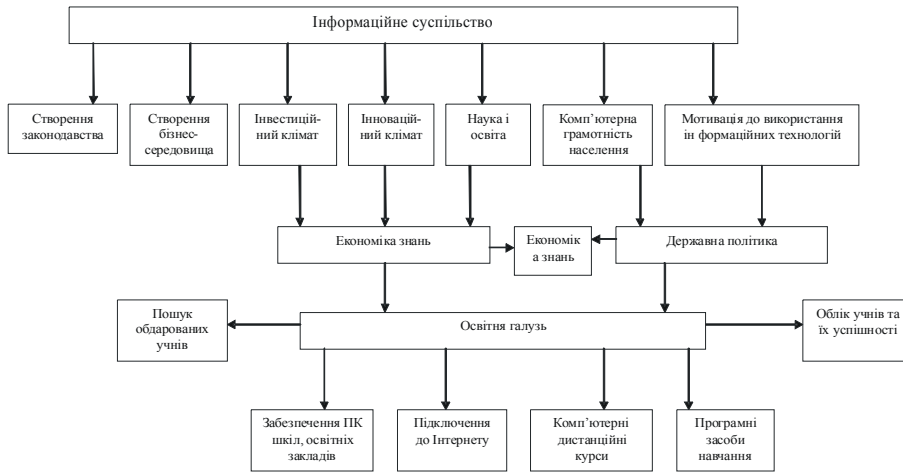 Інформаційне суспільство
Створення
законодавства
Створення
бізнес-
середовища
Інвестицій-
ний клімат
Інновацій-
ний клімат
Наука і
освіта
Комп’ютерна
грамотність
населення
Мотивація до використання
ін формаційних технологій
Економіка знань
Економік
а знань
Державна політика
Пошук
обдарованих
учнів
Освітня галузь
Облік учнів та
їх успішності
Забезпечення ПК
шкіл, освітніх
закладів
Підключення
до Інтернету
Комп’ютерні
дистанційні
курси
Програмні
засоби
навчання